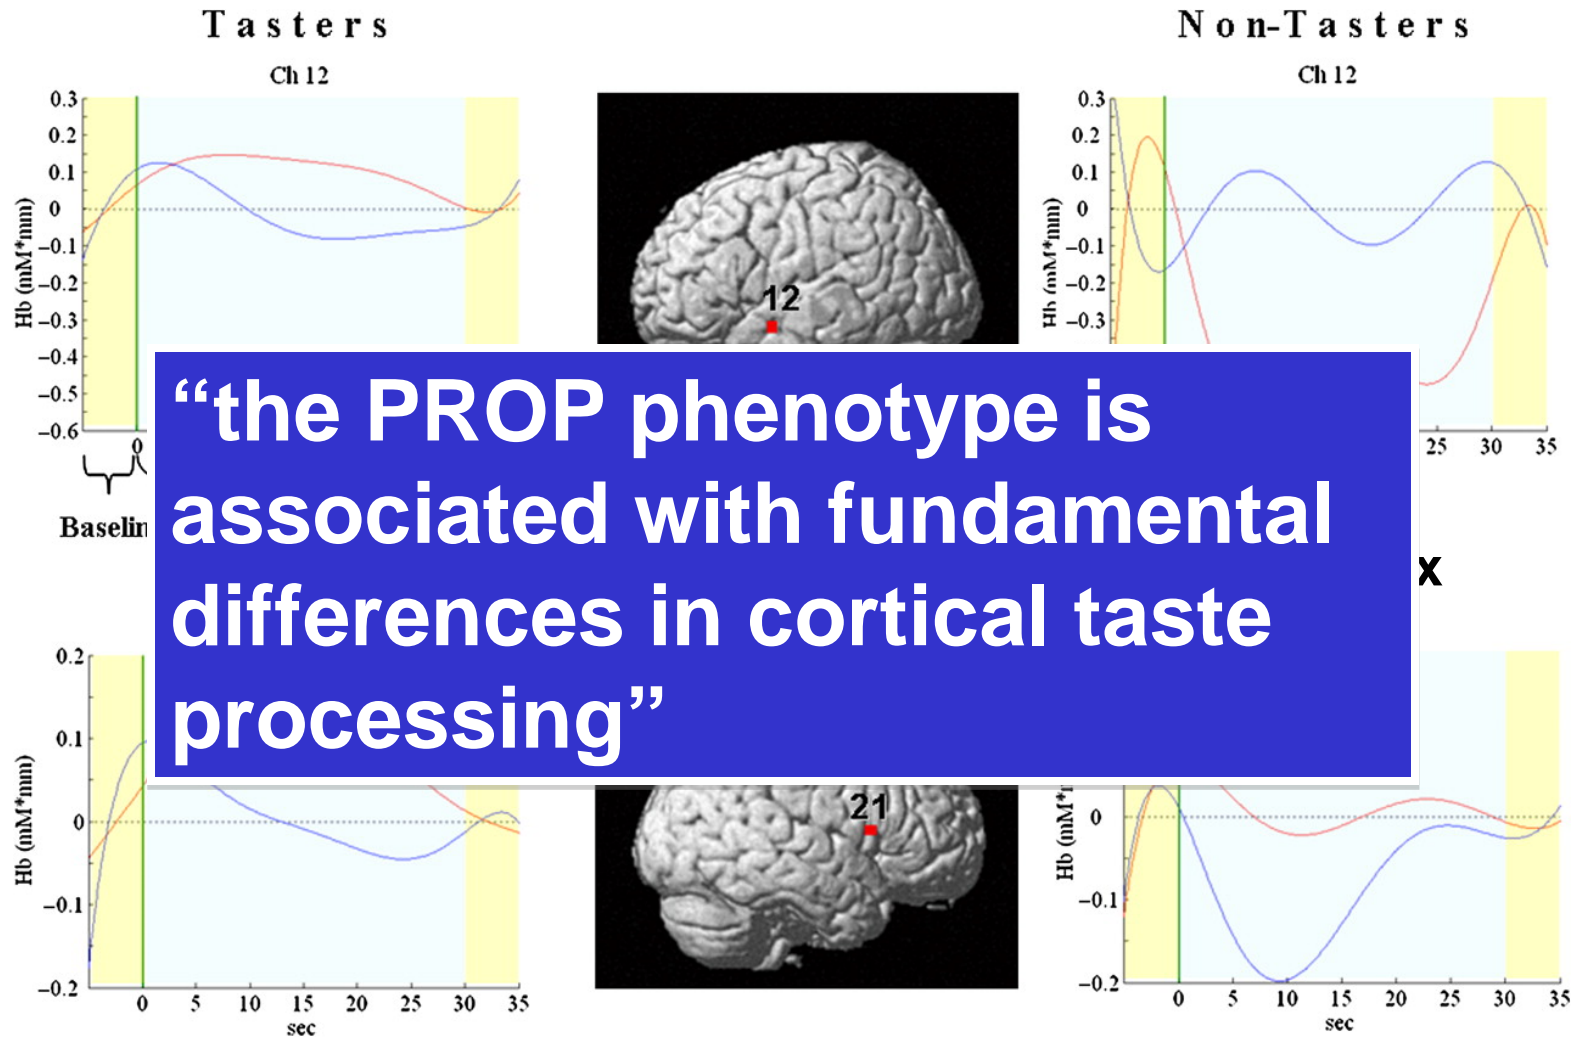 Tasters
Non-Tasters
Ch 12
Ch 12
0.3
0.2
0.1
0
−0.1
−0.2
−0.3
−0.4
−0.5
−0.6
Hb (mM*mm)
0
12
0.3
0.2
0.1
0
−0.1
−0.2
−0.3
Hb (mM*mm)
25 30 35
“the PROP phenotype is
associated with fundamental
differences in cortical taste
processing”
Baselin
x
0.2
0.1
0
−0.1
−0.2
Hb (mM*mm)
0 5 10 15 20 25 30 35
sec
21
0
−0.1
−0.2
Hb (mM*
0 5 10 15 20 25 30 35
sec